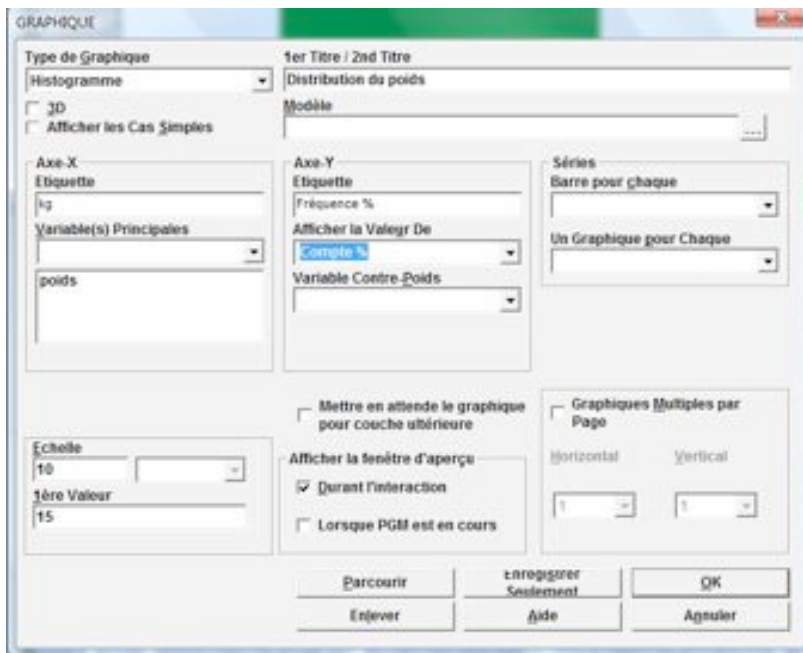 GRAPHIQUE
Type de Graphique
Histogramme
3D
Afficher les Cas Simples
1er Titre / 2nd Titre
Distribution du poids
Modèle
...
Axe-X
Etiquette
kg
Variable(s) Principales
poids
Axe-Y
Etiquette
Fréquence %
Afficher la Valegr De
Compte %
Variable Contre-Poids
Séries
Barre pour chaque
Un Graphique pour Chaque
Mettre en attende le graphique
pour couche ultérieure
Graphiques Multiples par
Page
Horizontal
Vertical
1
1
Echelle
10
1ère Valeur
15
Afficher la fenêtre d'aperçu
Durant l'interaction
Lorsque PGM est en cours
Parcourir
Enregistrer
Seulement
OK
Enlever
Aide
Annuler